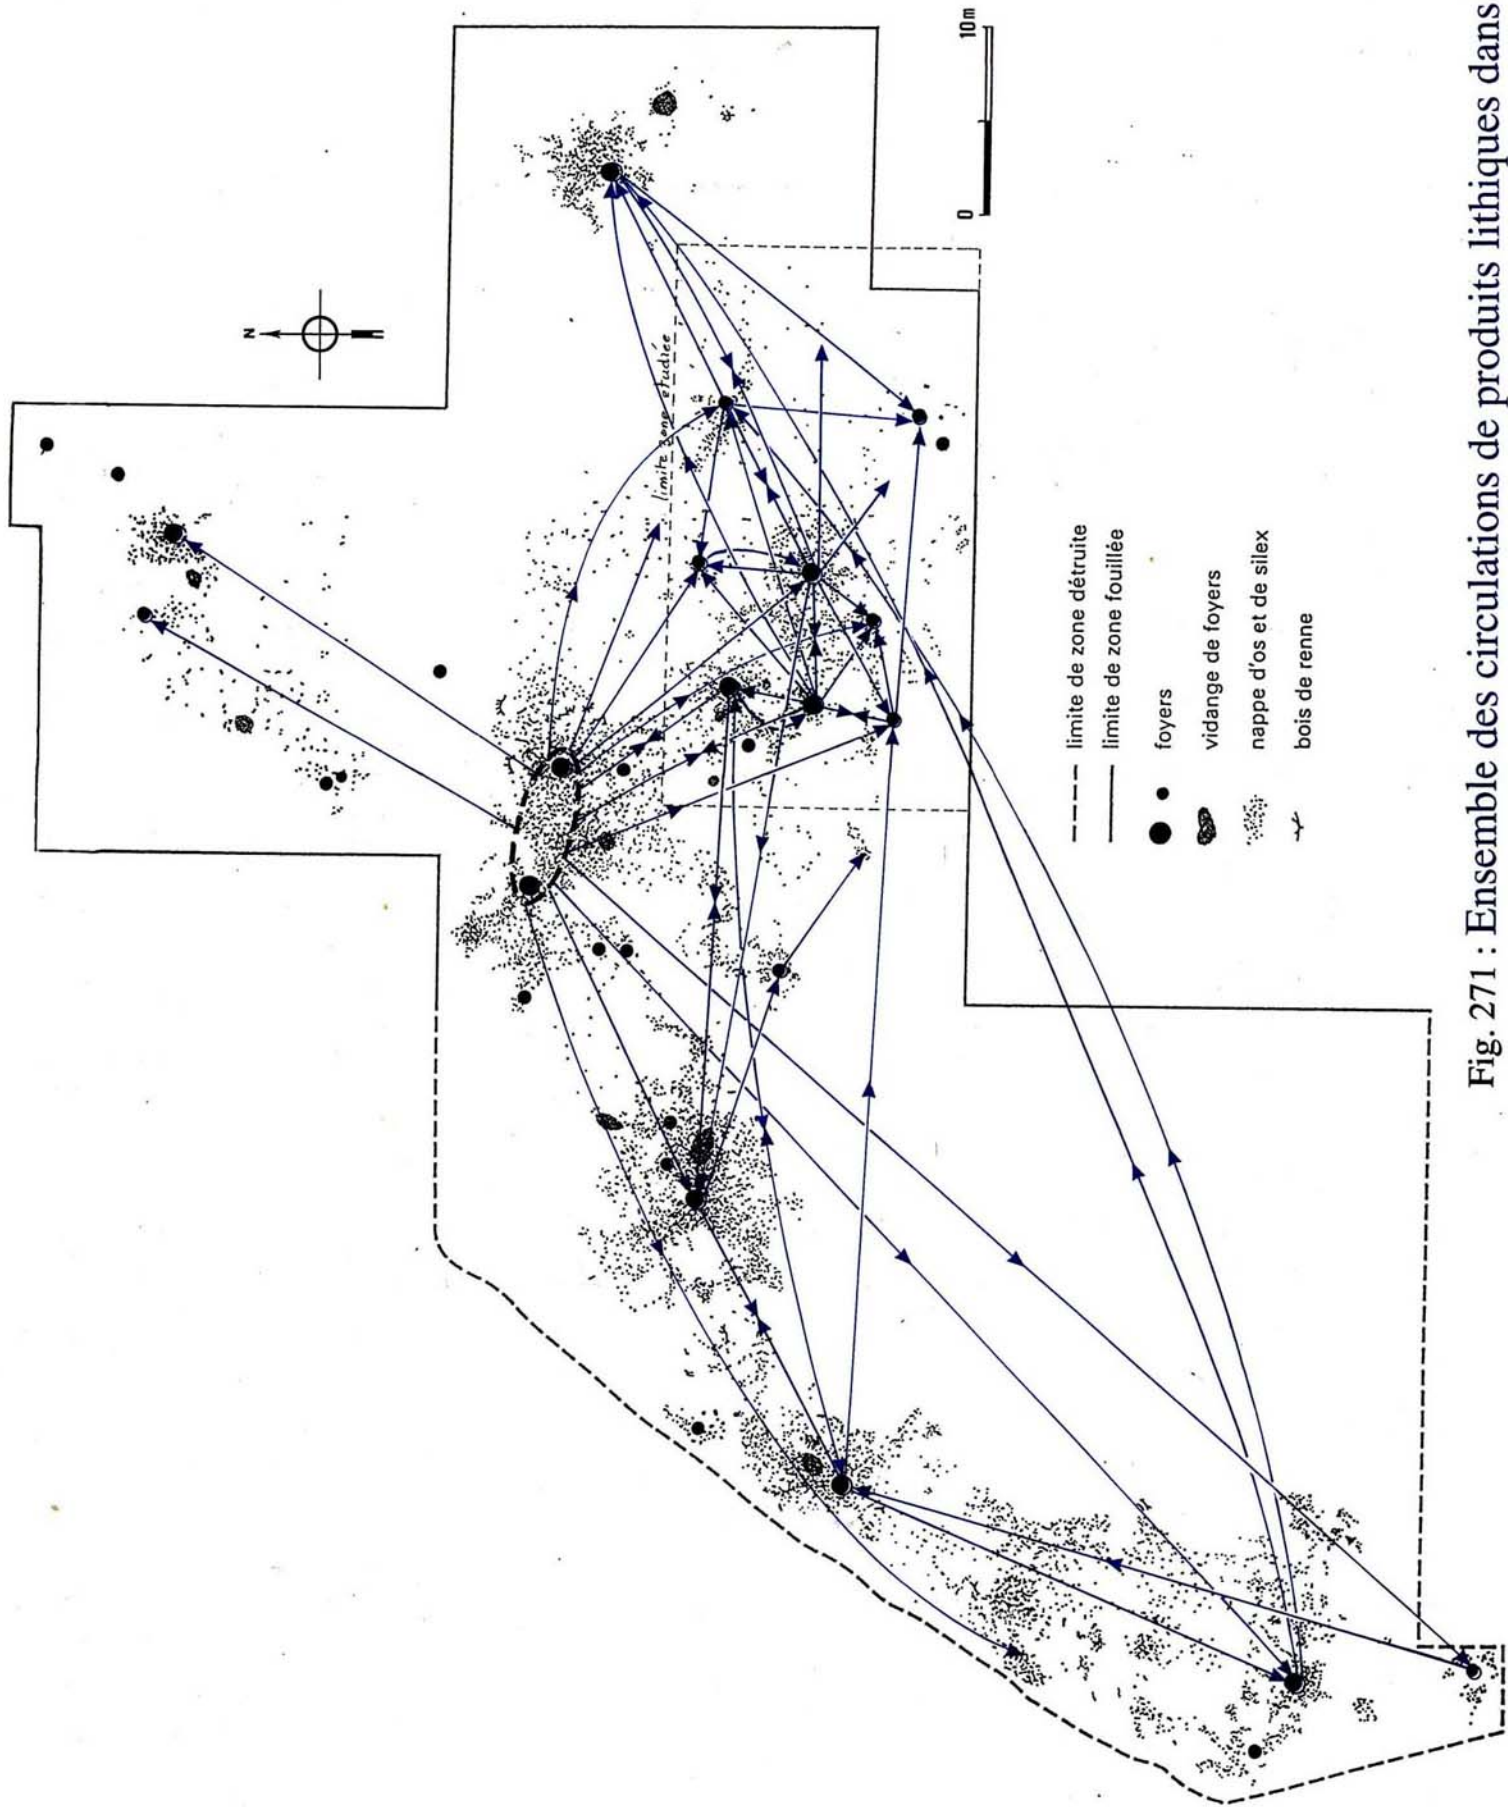 N
limite zone étudiée
0 10m
limite de zone détruite
limite de zone fouillée
foyers
vidange de foyers
nappe d'os et de silex
bois de renne
Fig. 271 : Ensemble des circulations de produits lithiques dans